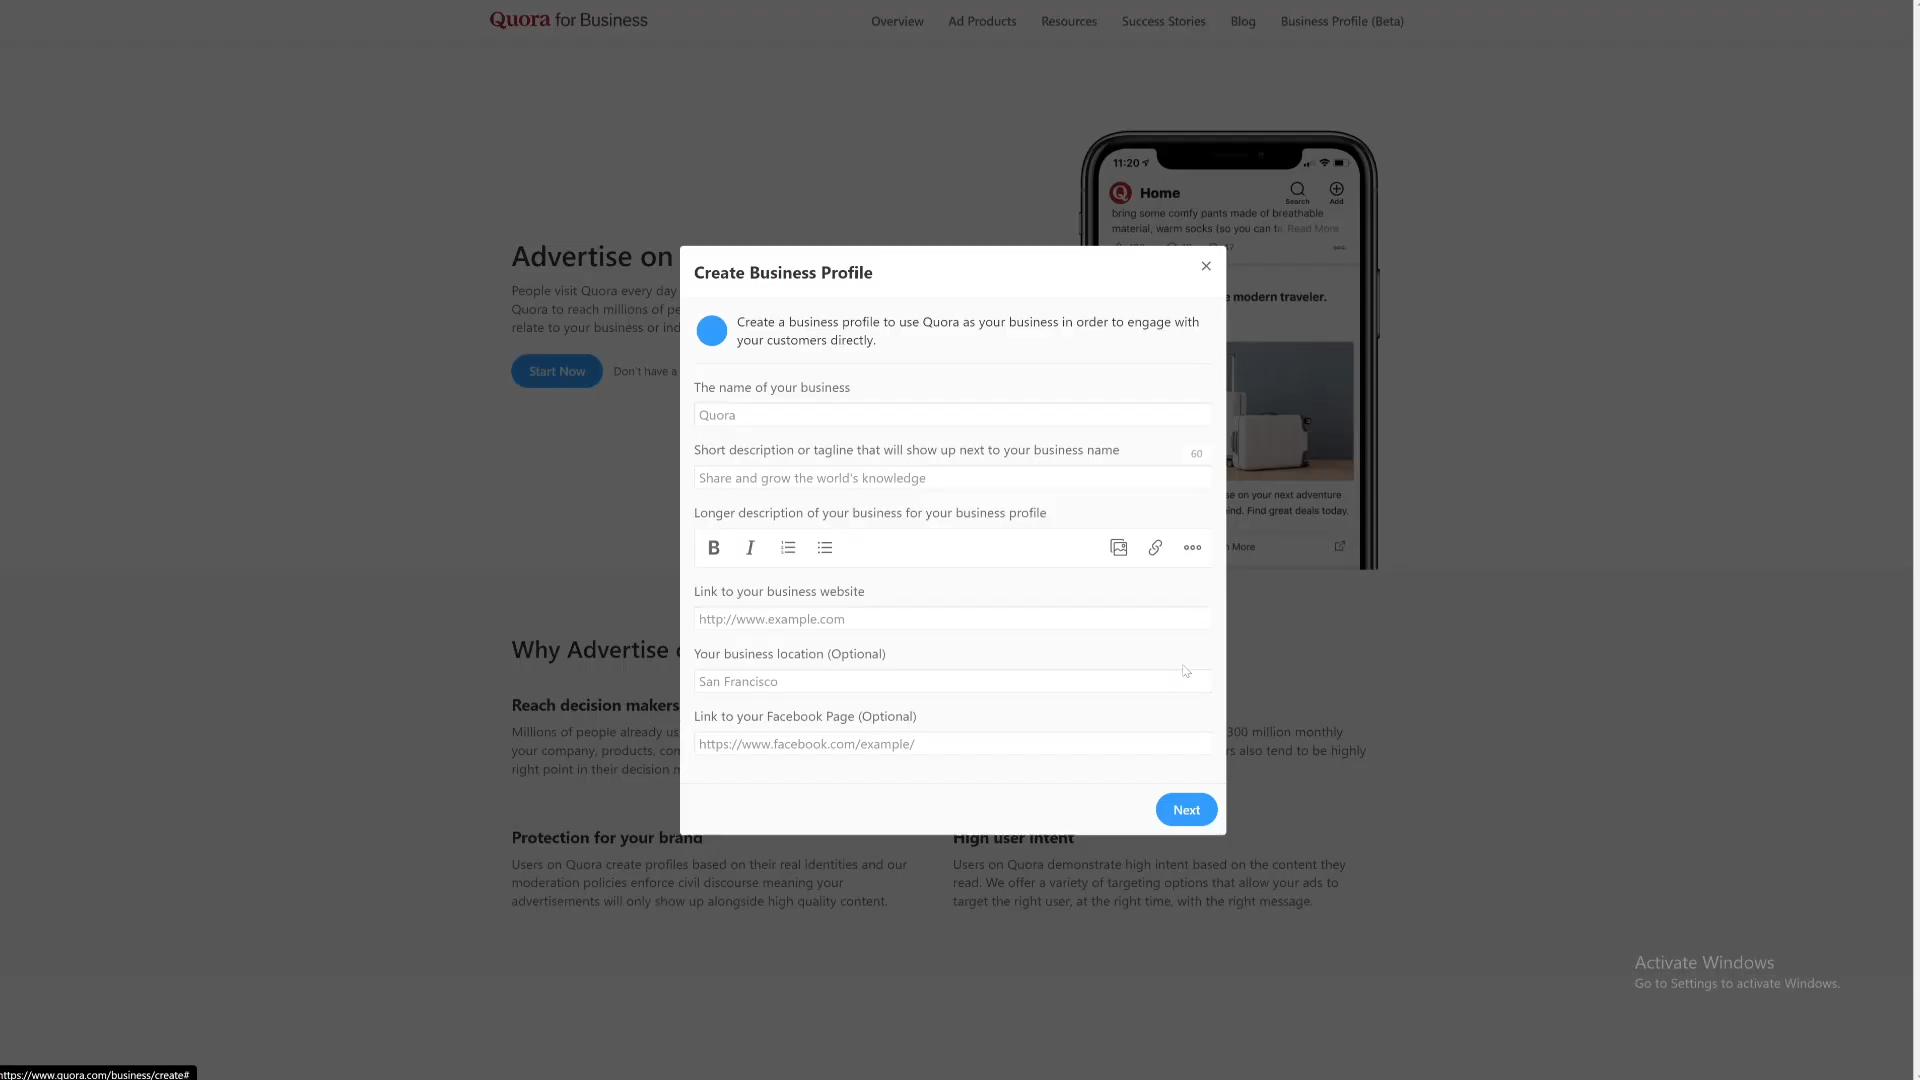 Quora for Business
Overview
Ad Products
Resources
Success Stories
Blog
Business Profile (Beta)
11:20
Home
Search
Add
bring some comfy pants made of breathable
material, warm socks (so you can ta Read More
Advertise on
People visit Quora every day
Quora to reach millions of pe
relate to your business or ind
Start Now
Don't have a
e modern traveler.
se on your next adventure
ind. Find great deals today.
n More
Create Business Profile
Create a business profile to use Quora as your business in order to engage with
your customers directly.
The name of your business
Quora
Short description or tagline that will show up next to your business name
60
Share and grow the world's knowledge
Longer description of your business for your business profile
B I
Link to your business website
http://www.example.com
Your business location (Optional)
San Francisco
Link to your Facebook Page (Optional)
https://www.facebook.com/example/
Next
Why Advertise
Reach decision makers
Millions of people already us
your company, products, com
right point in their decision m
300 million monthly
rs also tend to be highly
Protection for your brand
Users on Quora create profiles based on their real identities and our
moderation policies enforce civil discourse meaning your
advertisements will only show up alongside high quality content.
High user intent
Users on Quora demonstrate high intent based on the content they
read. We offer a variety of targeting options that allow your ads to
target the right user, at the right time, with the right message.
Activate Windows
Go to Settings to activate Windows.
https://www.quora.com/business/create#